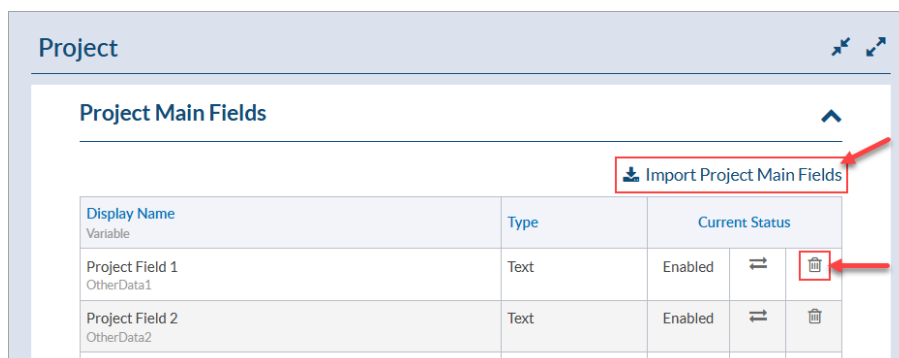 Project
Project Main Fields
Import Project Main Fields
Display Name
Variable
Type
Current Status
Project Field 1
OtherData1
Text
Enabled
Project Field 2
OtherData2
Text
Enabled